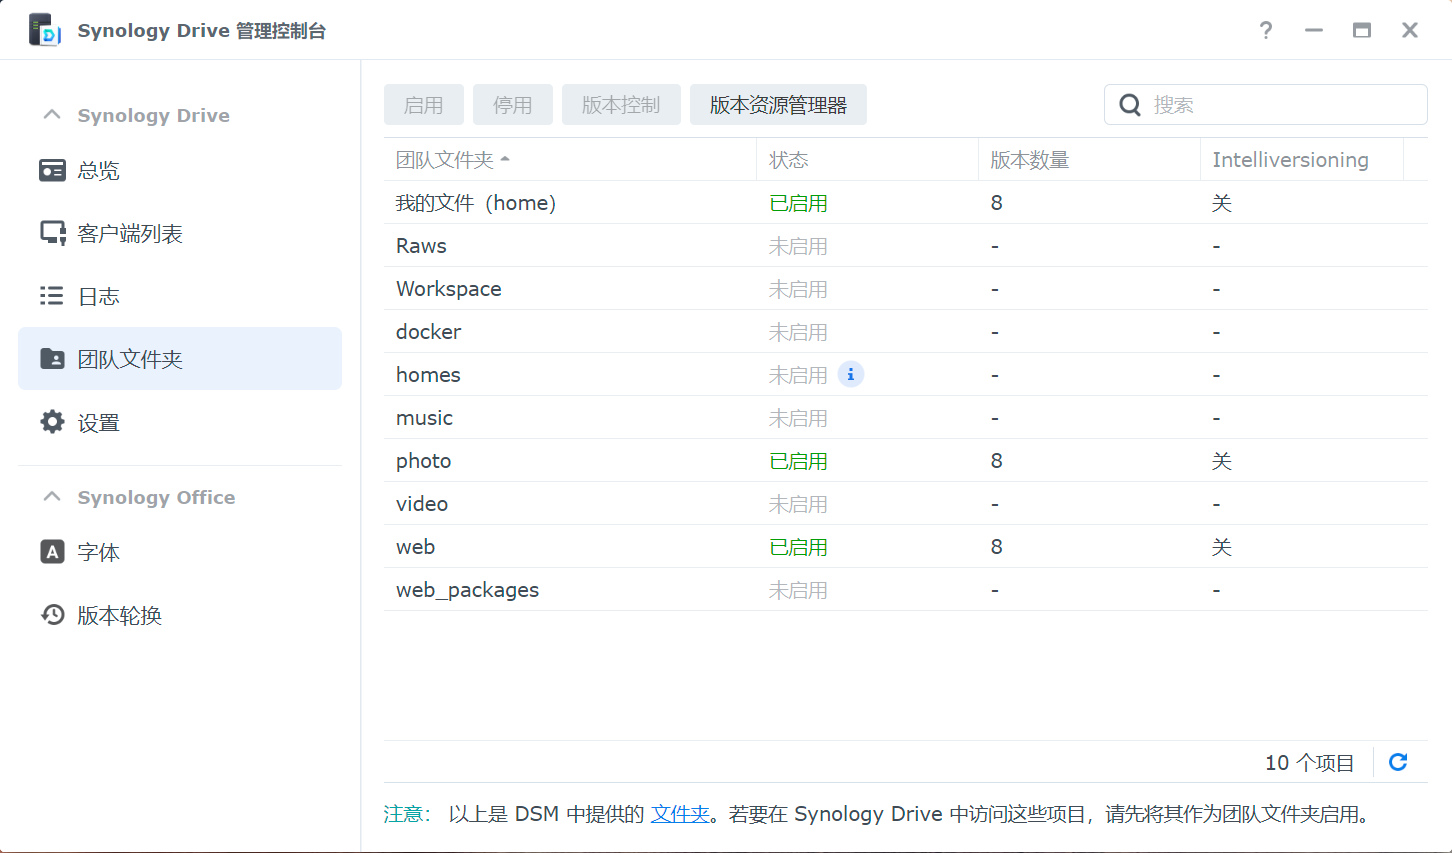 Synology Drive 管理控制台
Synology Drive
总览
客户端列表
日志
团队文件夹
设置
Synology Office
字体
版本轮换
启用 停用 版本控制 版本资源管理器 搜索
团队文件夹 状态 版本数量 Intelliversioning
我的文件（home） 已启用 8 关
Raws 未启用 - -
Workspace 未启用 - -
docker 未启用 - -
homes 未启用 - -
music 未启用 - -
photo 已启用 8 关
video 未启用 - -
web 已启用 8 关
web_packages 未启用 - -
10 个项目
注意： 以上是 DSM 中提供的 文件夹。若要在 Synology Drive 中访问这些项目，请先将其作为团队文件夹启用。